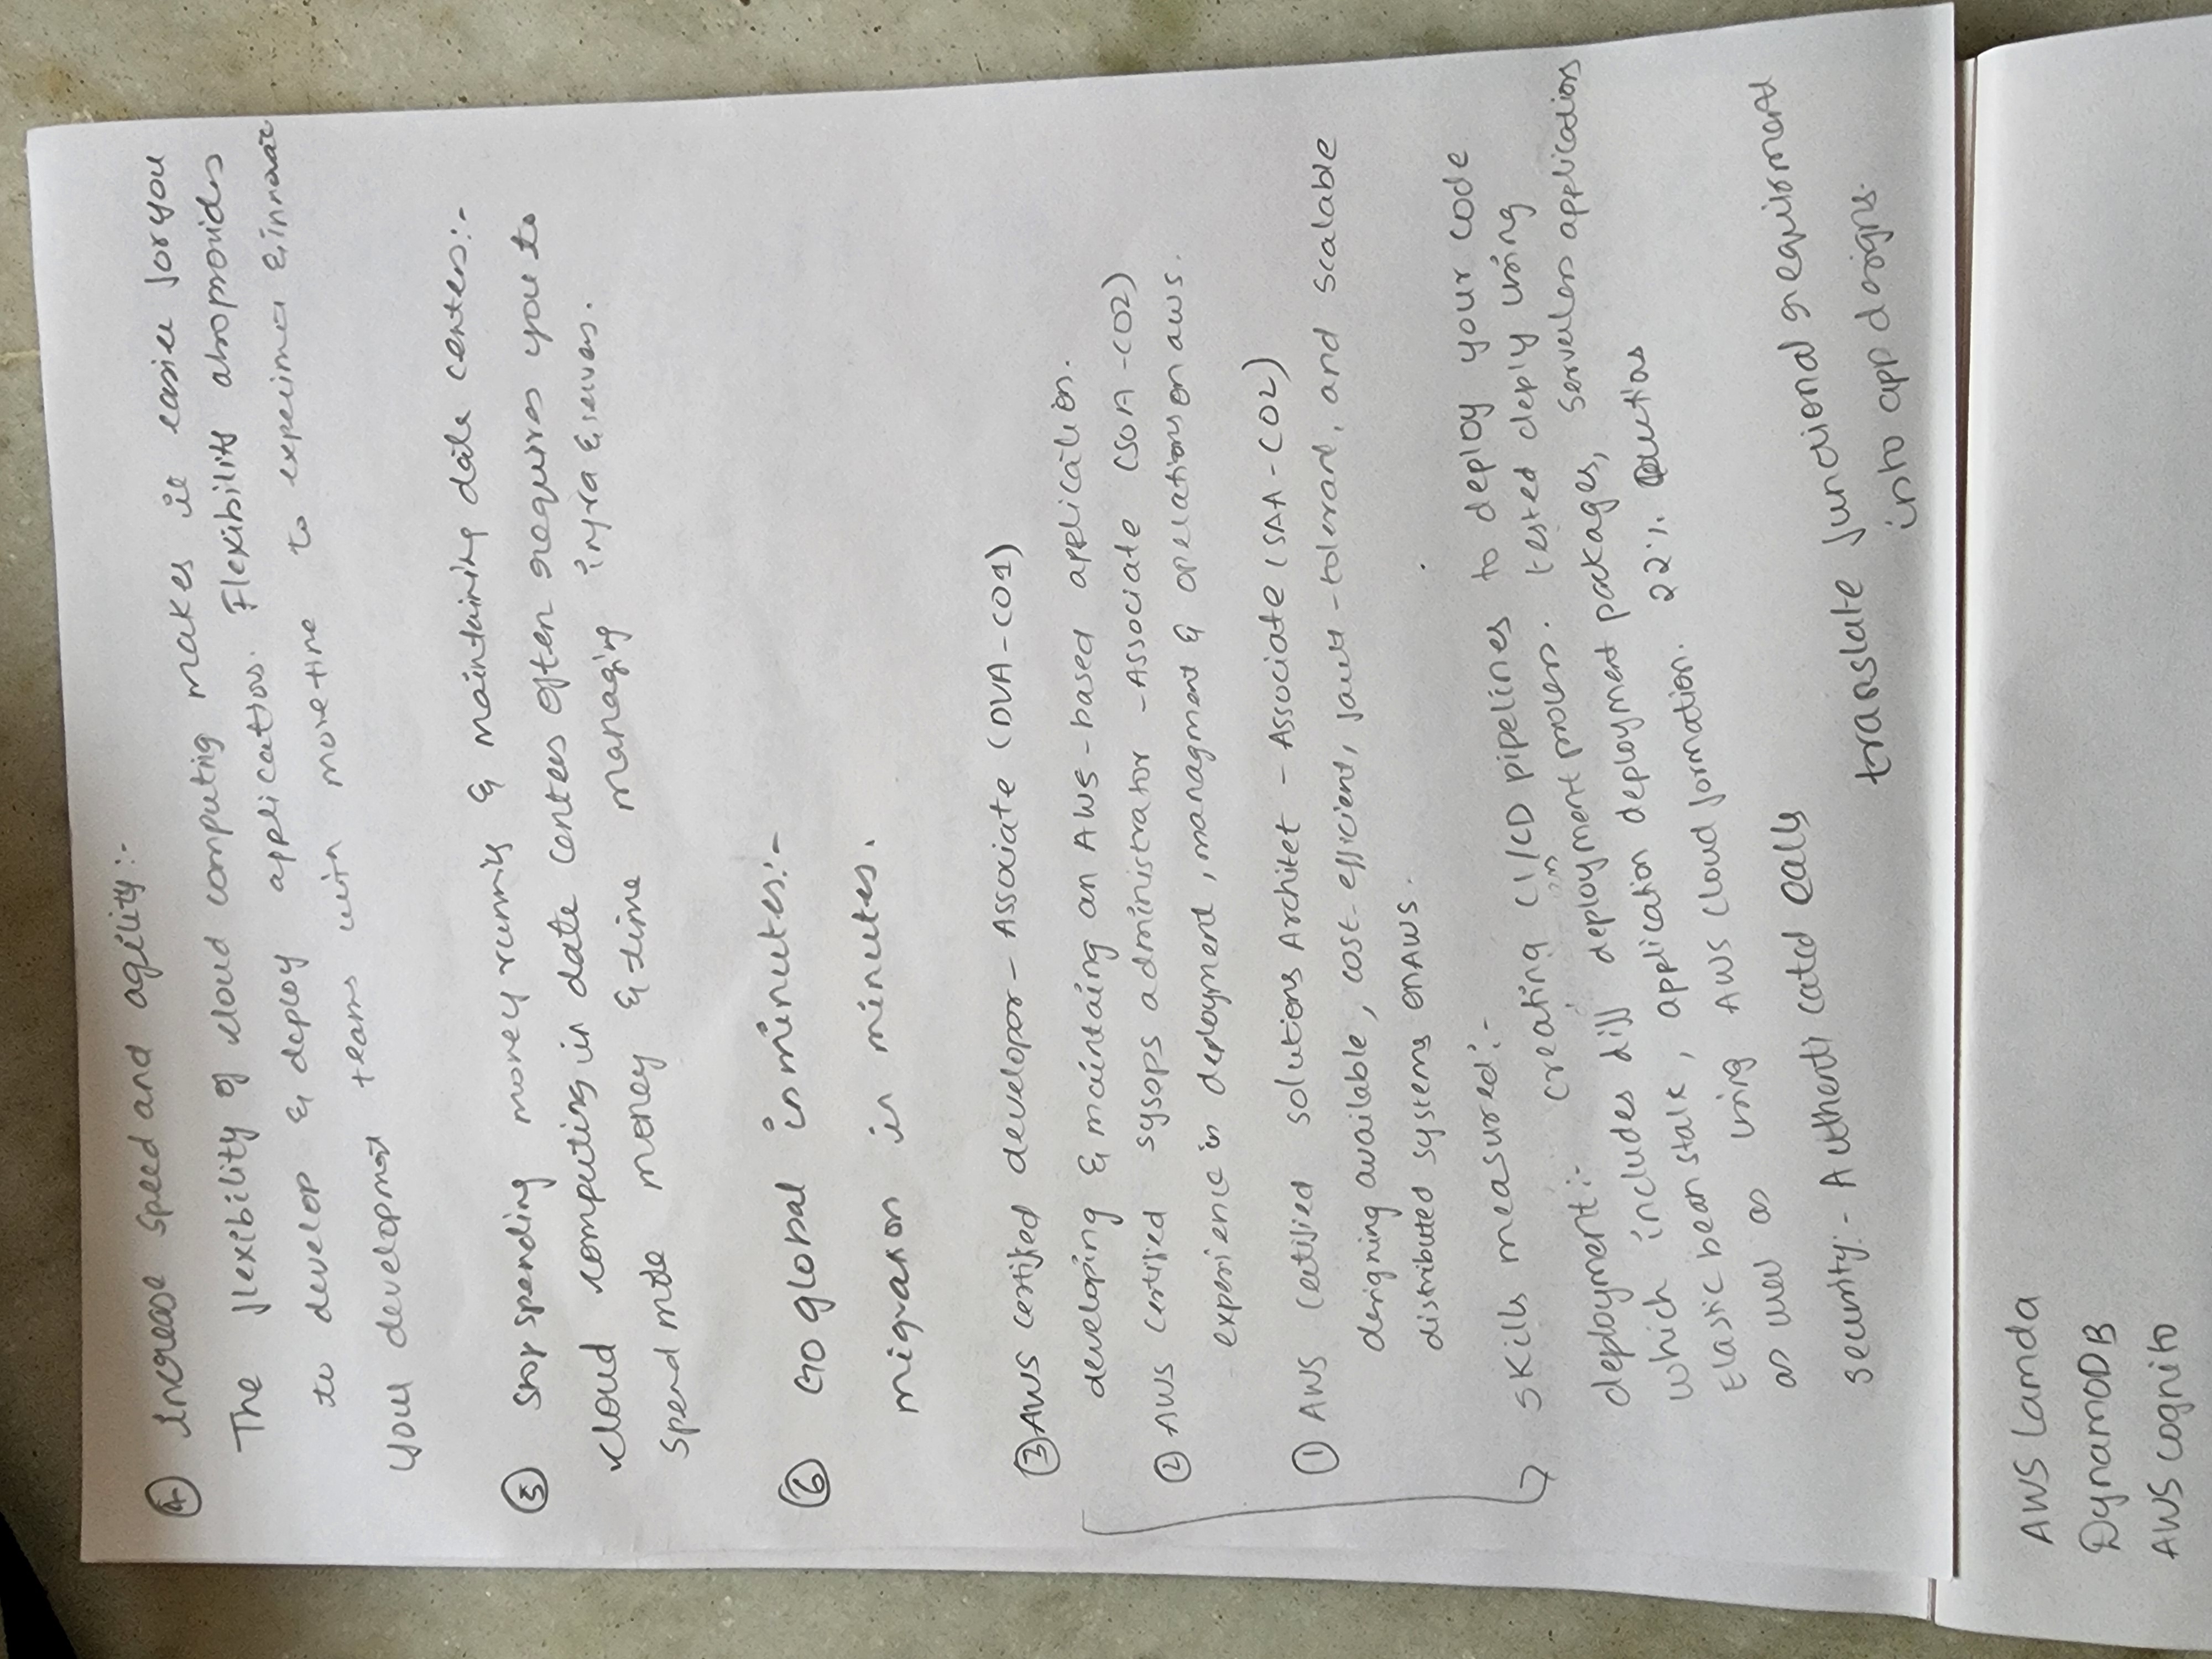 ④ Increase speed and agility:-
The flexibility of cloud computing makes it easier for you
to develop & deploy applications. Flexibility also provides
your development teams with more time to experiment & innovate
⑤ Stop spending money running & maintaining data centers:-
cloud computing in data centers often requires you to
spend more money & time managing infra & servers.
⑥ Go global in minutes:-
migration in minutes.
③ AWS certified developer - Associate (DVA-C01)
developing & maintaing an AWS-based application.
② AWS certified sysops administrator - Associate (SOA-C02)
experience in deployment, managment & operations on aws.
① AWS certified solutions Architet - Associate (SAA-C02)
designing available, cost-efficient, fault-tolerant, and scalable
distributed systems on AWS.
skills measured:-
deployment:- creating CI/CD pipelines to deploy your code
which includes diff deployment process. tested deply using
Elastic beanstalk, application deployment packages, serverless applications
as well as using AWS cloud formation. 22%
security:- Authenticated calls
translate functional requirment
into app designs.
AWS Lamda
DynamoDB
AWS cognito